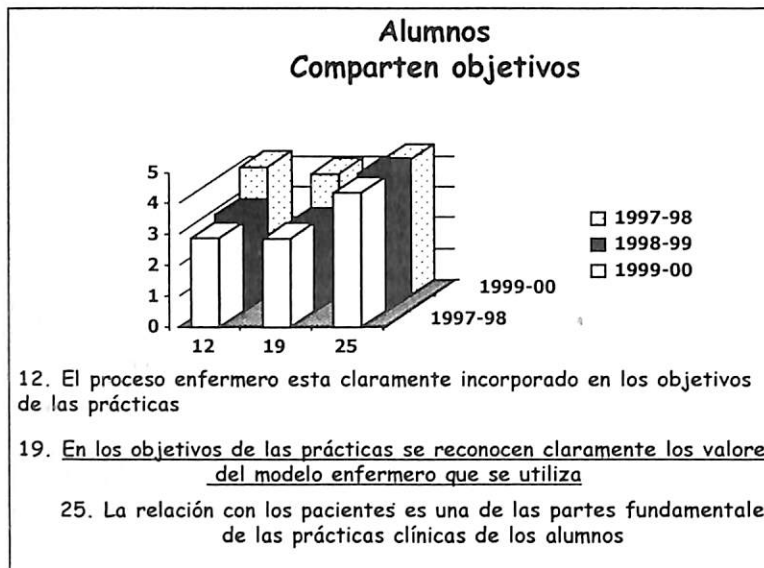 Alumnos
Comparten objetivos
5
4
3
2
1
0
12 19 25
1999-00
1997-98
1997-98
1998-99
1999-00
12. El proceso enfermero esta claramente incorporado en los objetivos
de las prácticas
19. En los objetivos de las prácticas se reconocen claramente los valore
del modelo enfermero que se utiliza
25. La relación con los pacientes es una de las partes fundamentale
de las prácticas clínicas de los alumnos